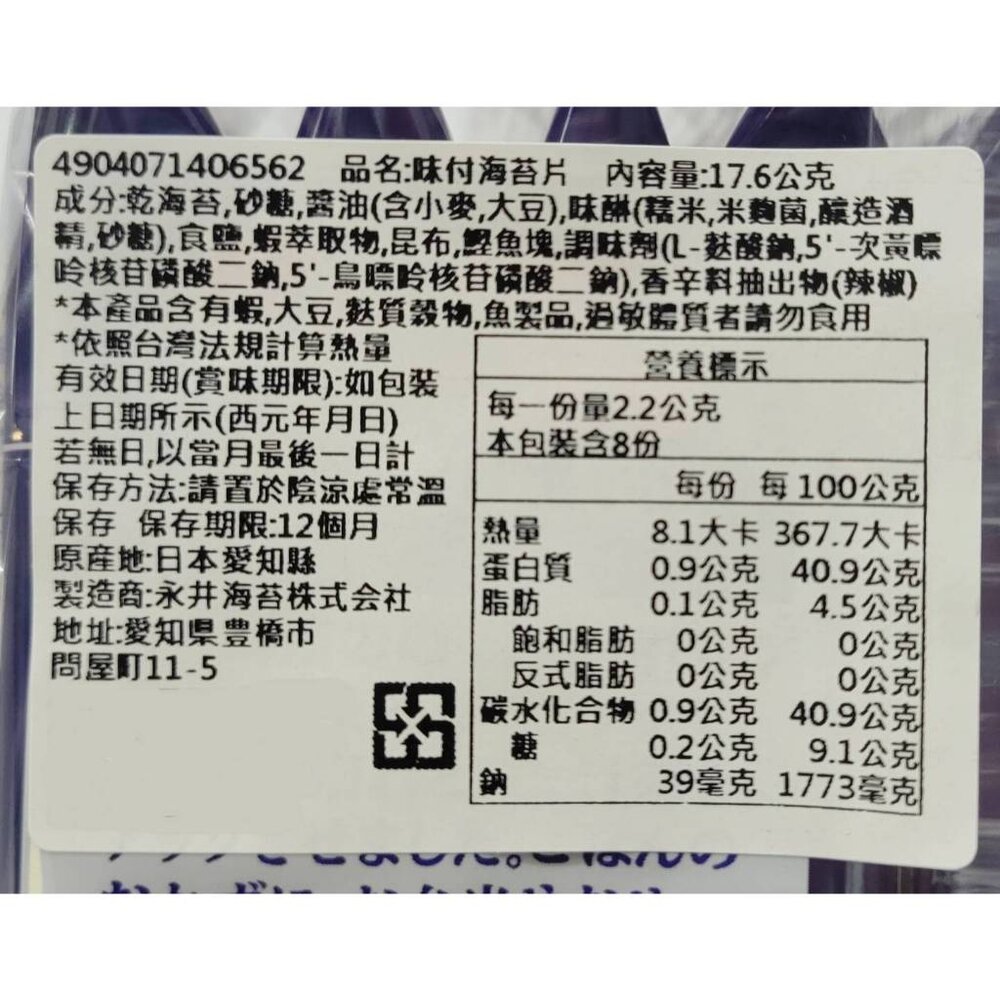 4904071406562 品名:味付海苔片 內容量:17.6公克
成分:乾海苔,砂糖,醬油(含小麥,大豆),味醂(糯米,米麴菌,釀造酒
精,砂糖),食鹽,蝦萃取物,昆布,鰹魚塊,調味劑(L-麩酸鈉,5'-次黃嘌
呤核苷磷酸二鈉,5'-鳥嘌呤核苷磷酸二鈉),香辛料抽出物(辣椒)
*本產品含有蝦,大豆,麩質穀物,魚製品,過敏體質者請勿食用
*依照台灣法規計算熱量
有效日期(賞味期限):如包裝
上日期所示(西元年月日)
若無日,以當月最後一日計
保存方法:請置於陰涼處常溫
保存 保存期限:12個月
原產地:日本愛知縣
製造商:永井海苔株式会社
地址:愛知県豊橋市
問屋町11-5
營養標示
每一份量2.2公克
本包裝含8份
每份 每100公克
熱量 8.1大卡 367.7大卡
蛋白質 0.9公克 40.9公克
脂肪 0.1公克 4.5公克
飽和脂肪 0公克 0公克
反式脂肪 0公克 0公克
碳水化合物 0.9公克 40.9公克
糖 0.2公克 9.1公克
鈉 39毫克 1773毫克